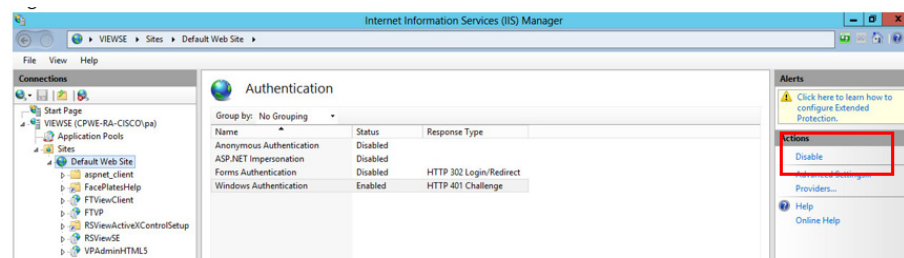 Internet Information Services (IIS) Manager
VIEWSE ▸ Sites ▸ Default Web Site ▸
File View Help
Connections
Start Page
VIEWSE (CPWE-RA-CISCO\pa)
Application Pools
Sites
Default Web Site
aspnet_client
FacePlatesHelp
FTViewClient
FTVP
RSViewActiveXControlSetup
RSViewSE
VPAdminHTML5
Authentication
Group by: No Grouping
Name Status Response Type
Anonymous Authentication Disabled
ASP.NET Impersonation Disabled
Forms Authentication Disabled HTTP 302 Login/Redirect
Windows Authentication Enabled HTTP 401 Challenge
Alerts
Click here to learn how to
configure Extended
Protection.
Actions
Disable
Advanced Settings...
Providers...
Help
Online Help